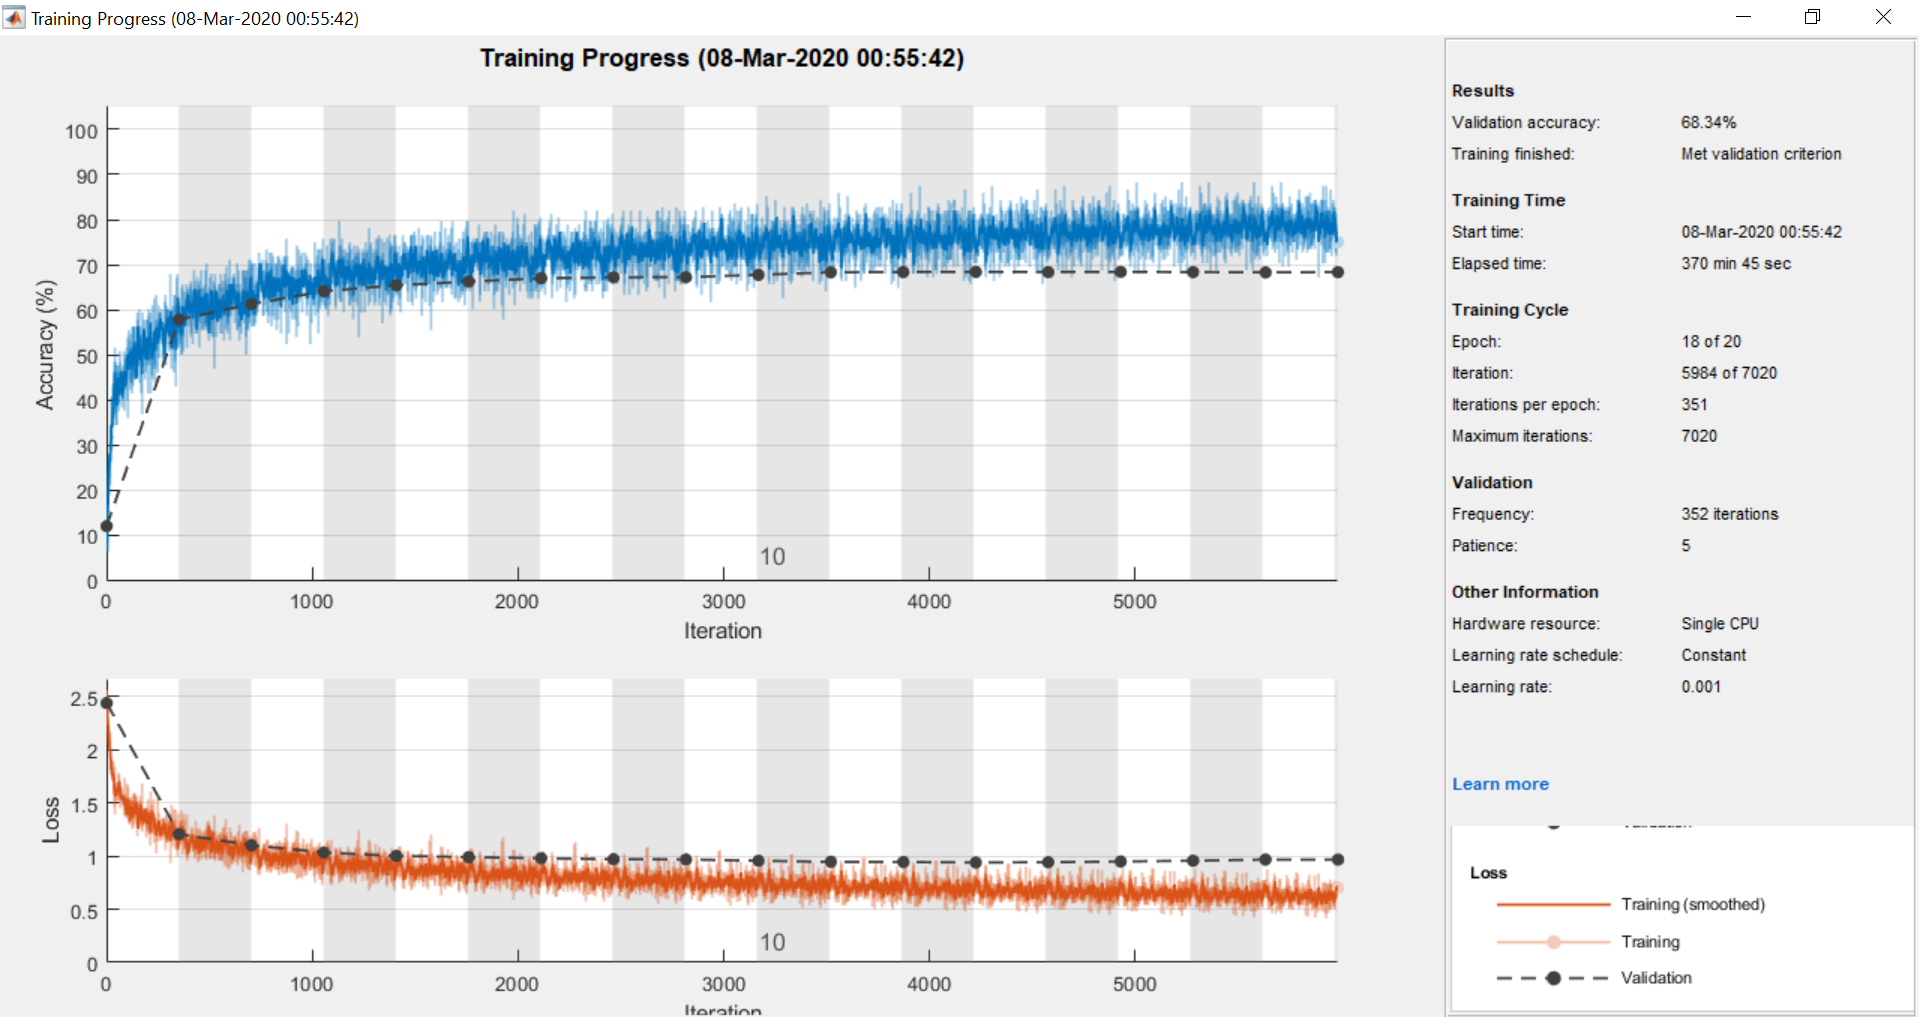 Training Progress (08-Mar-2020 00:55:42)
Training Progress (08-Mar-2020 00:55:42)
100
90
80
70
60
50
40
30
20
10
0
Accuracy (%)
10
0 1000 2000 3000 4000 5000
Iteration
2.5
2
1.5
1
0.5
0
Loss
10
0 1000 2000 3000 4000 5000
Iteration
Results
Validation accuracy: 68.34%
Training finished: Met validation criterion
Training Time
Start time: 08-Mar-2020 00:55:42
Elapsed time: 370 min 45 sec
Training Cycle
Epoch: 18 of 20
Iteration: 5984 of 7020
Iterations per epoch: 351
Maximum iterations: 7020
Validation
Frequency: 352 iterations
Patience: 5
Other Information
Hardware resource: Single CPU
Learning rate schedule: Constant
Learning rate: 0.001
Learn more
Loss
Training (smoothed)
Training
Validation